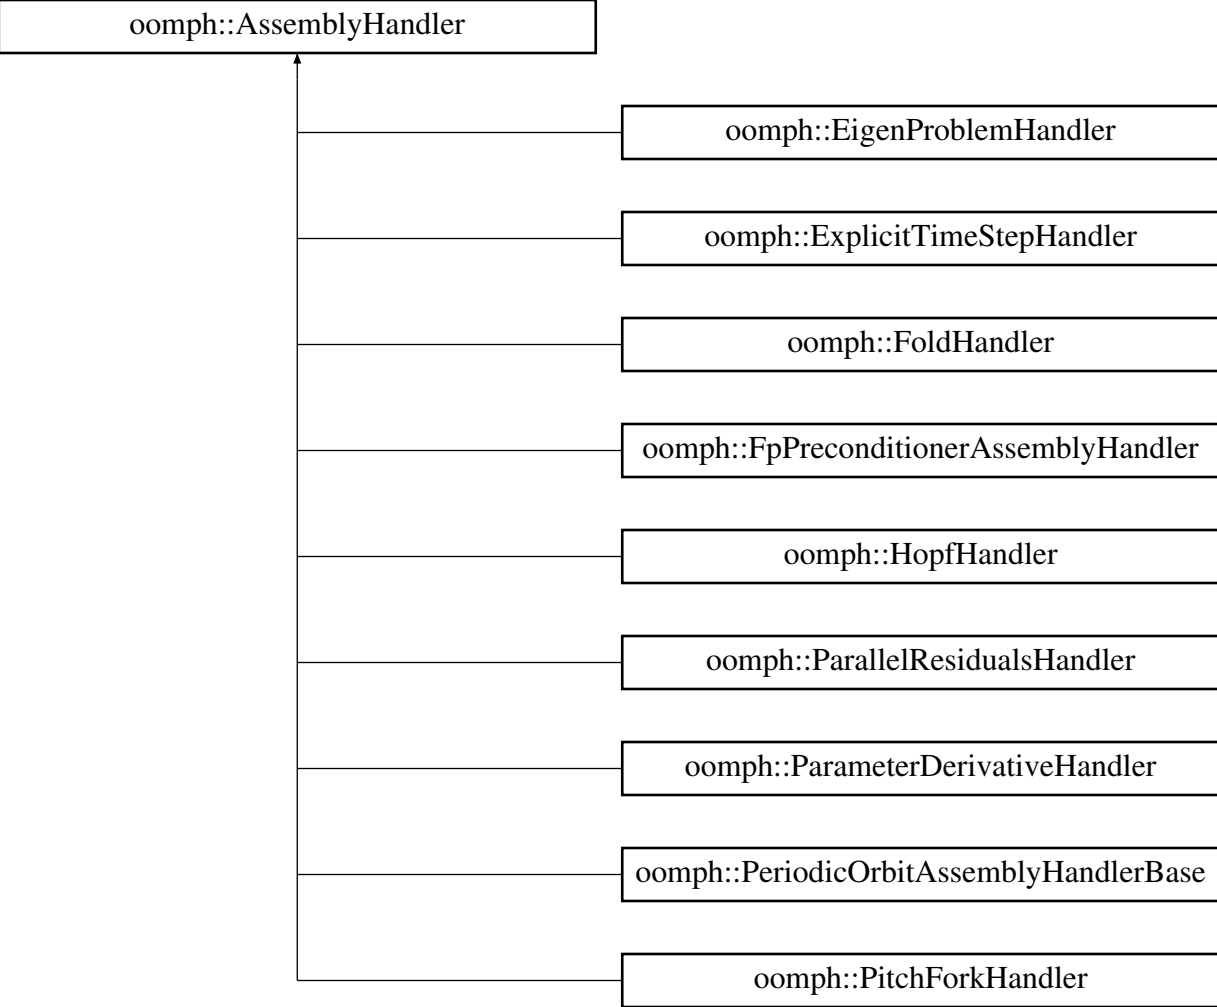 oomph::AssemblyHandler
oomph::EigenProblemHandler
oomph::ExplicitTimeStepHandler
oomph::FoldHandler
oomph::FpPreconditionerAssemblyHandler
oomph::HopfHandler
oomph::ParallelResidualsHandler
oomph::ParameterDerivativeHandler
oomph::PeriodicOrbitAssemblyHandlerBase
oomph::PitchForkHandler